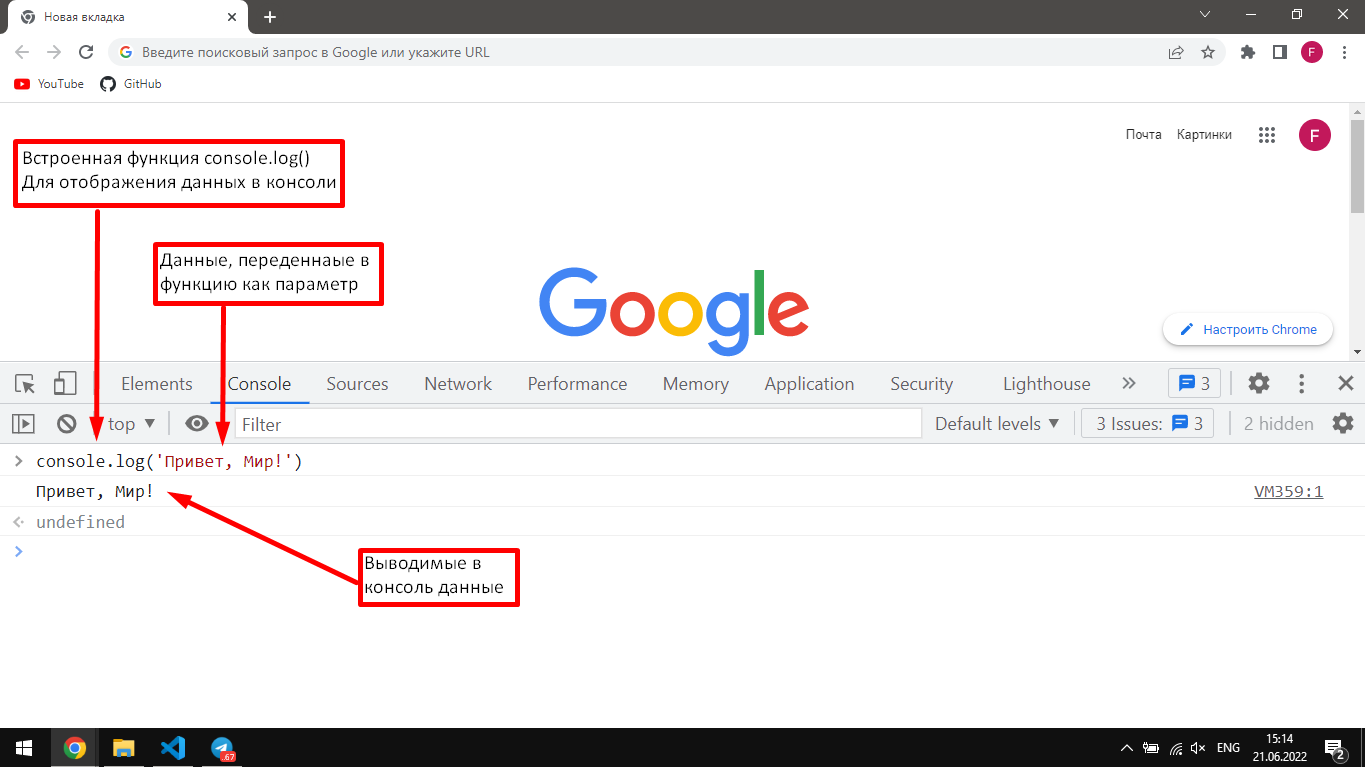 Новая вкладка
Введите поисковый запрос в Google или укажите URL
F
YouTube
GitHub
Почта
Картинки
F
Встроенная функция console.log()
Для отображения данных в консоли
Данные, переденнаые в
функцию как параметр
Google
Настроить Chrome
Elements
Console
Sources
Network
Performance
Memory
Application
Security
Lighthouse
3
top
Filter
Default levels
3 Issues:
3
2 hidden
console.log('Привет, Мир!')
Привет, Мир!
VM359:1
undefined
Выводимые в
консоль данные
.67
ENG
15:14
21.06.2022
2